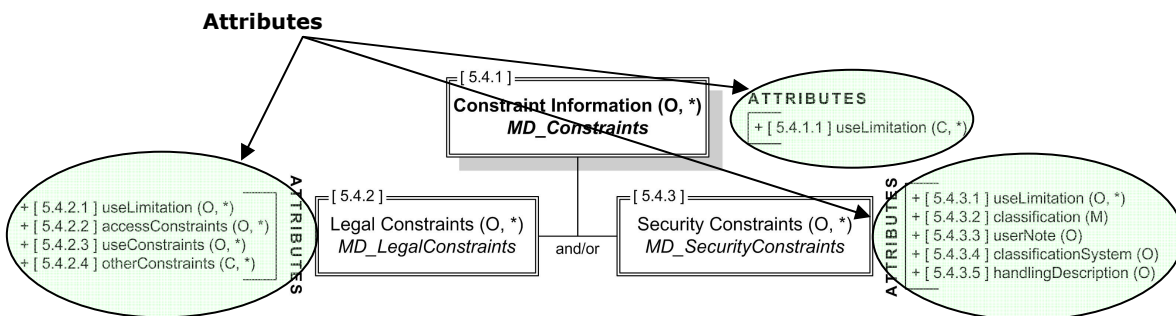 Attributes
[ 5.4.1 ]
Constraint Information (O, *)
MD_Constraints
ATTRIBUTES
+ [ 5.4.1.1 ] useLimitation (C, *)
ATTRIBUTES
+ [ 5.4.2.1 ] useLimitation (O, *)
+ [ 5.4.2.2 ] accessConstraints (O, *)
+ [ 5.4.2.3 ] useConstraints (O, *)
+ [ 5.4.2.4 ] otherConstraints (C, *)
[ 5.4.2 ]
Legal Constraints (O, *)
MD_LegalConstraints
and/or
[ 5.4.3 ]
Security Constraints (O, *)
MD_SecurityConstraints
ATTRIBUTES
+ [ 5.4.3.1 ] useLimitation (O, *)
+ [ 5.4.3.2 ] classification (M)
+ [ 5.4.3.3 ] userNote (O)
+ [ 5.4.3.4 ] classificationSystem (O)
+ [ 5.4.3.5 ] handlingDescription (O)